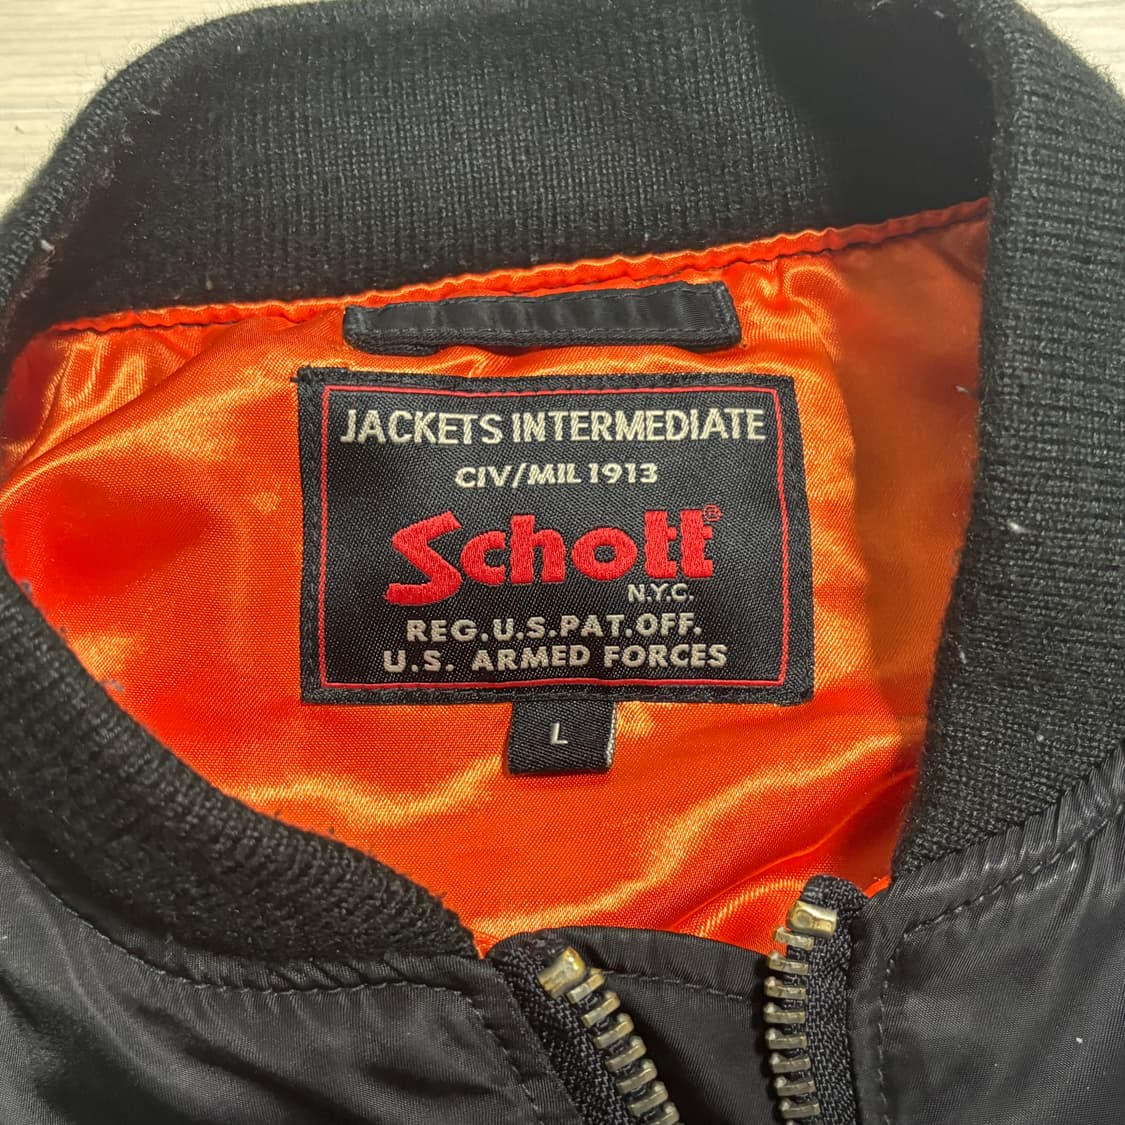 JACKETS INTERMEDIATE
CIV/MIL 1913
Schott®
N.Y.C.
REG.U.S.PAT.OFF.
U.S. ARMED FORCES
L